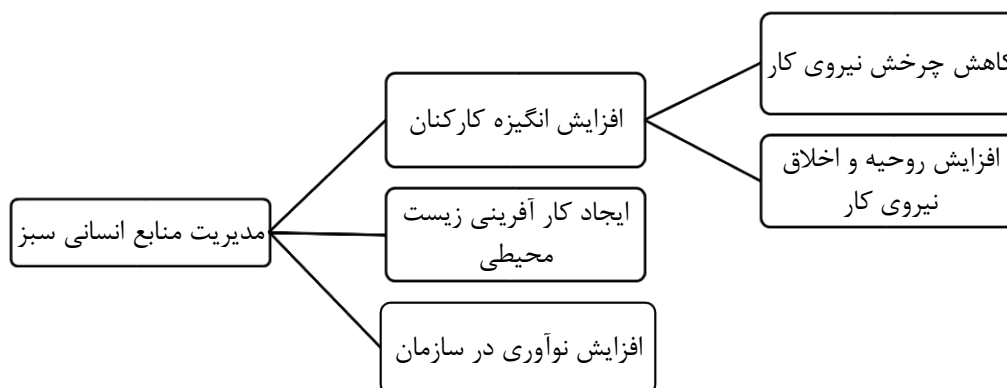 مدیریت منابع انسانی سبز
افزایش انگیزه کارکنان
ایجاد کار آفرینی زیست
محیطی
افزایش نوآوری در سازمان
کاهش چرخش نیروی کار
افزایش روحیه و اخلاق
نیروی کار